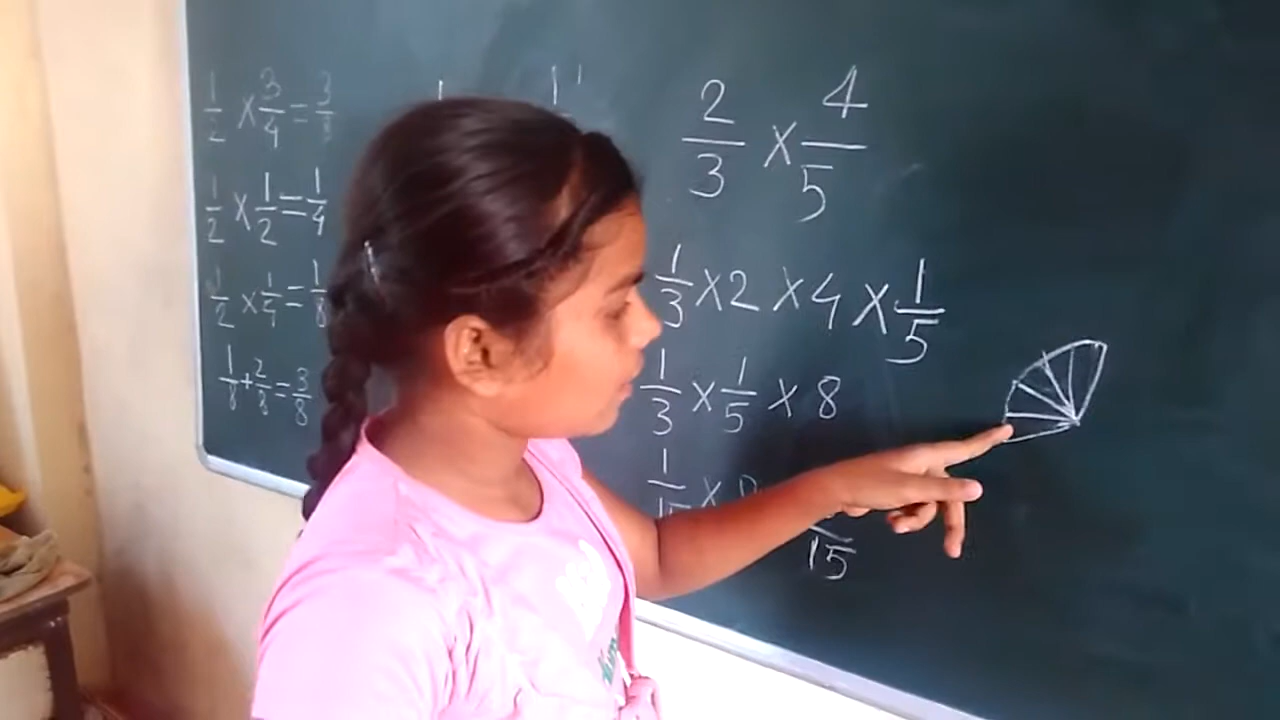 1/2 × 3/4 = 3/8
1/2 × 1/2 = 1/4
1/2 × 1/4 = 1/8
1/8 + 2/8 = 3/8
2/3 × 4/5
1/3 × 2 × 4 × 1/5
1/3 × 1/5 × 8
1/15 ×
15